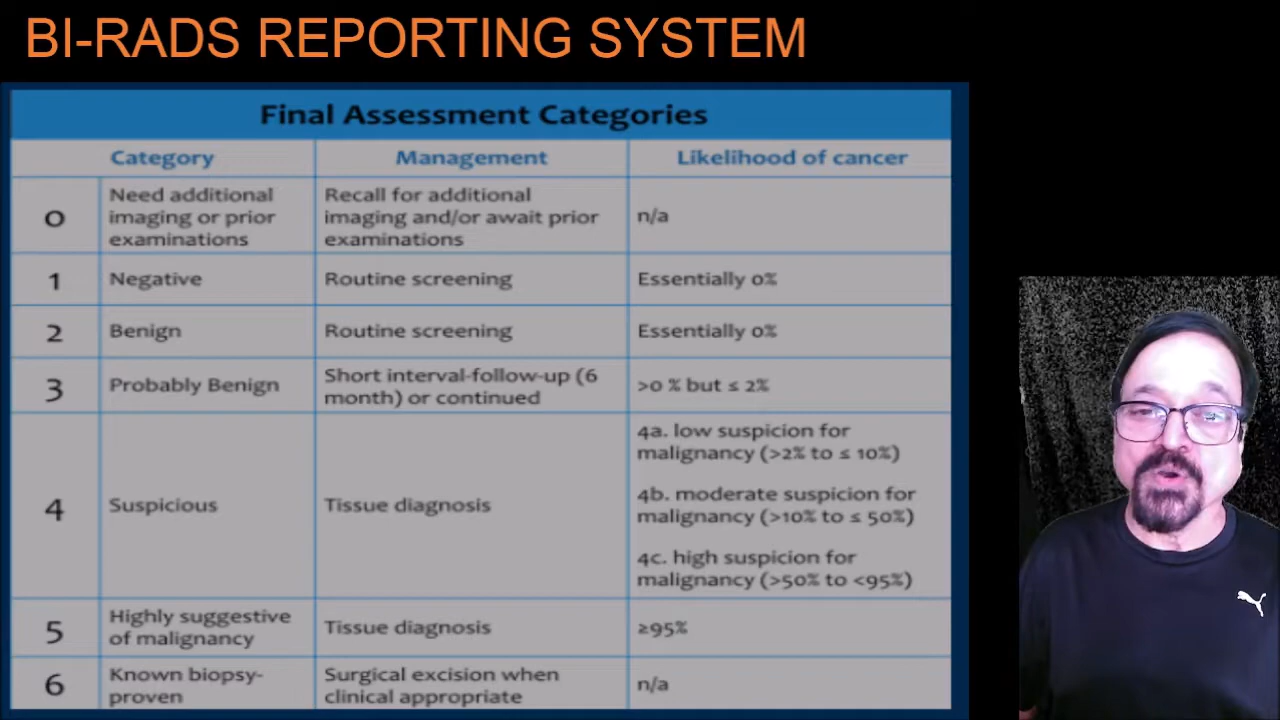 BI-RADS REPORTING SYSTEM
Final Assessment Categories
Category
Management
Likelihood of cancer
0
Need additional
imaging or prior
examinations
Recall for additional
imaging and/or await prior
examinations
n/a
1
Negative
Routine screening
Essentially 0%
2
Benign
Routine screening
Essentially 0%
3
Probably Benign
Short interval-follow-up (6
month) or continued
>0 % but ≤ 2%
4
Suspicious
Tissue diagnosis
4a. low suspicion for
malignancy (>2% to ≤ 10%)
4b. moderate suspicion for
malignancy (>10% to ≤ 50%)
4c. high suspicion for
malignancy (>50% to <95%)
5
Highly suggestive
of malignancy
Tissue diagnosis
≥95%
6
Known biopsy-
proven
Surgical excision when
clinical appropriate
n/a